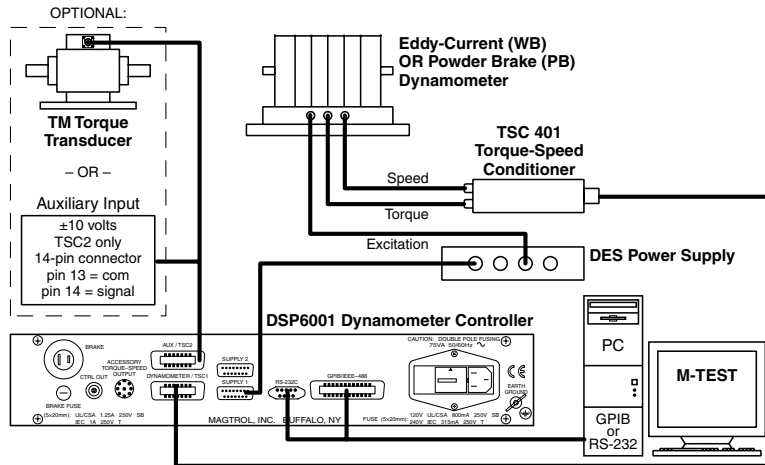 OPTIONAL:
TM Torque
Transducer
– OR –
Auxiliary Input
±10 volts
TSC2 only
14-pin connector
pin 13 = com
pin 14 = signal
Eddy-Current (WB)
OR Powder Brake (PB)
Dynamometer
TSC 401
Torque-Speed
Conditioner
Speed
Torque
Excitation
DES Power Supply
DSP6001 Dynamometer Controller
BRAKE
BRAKE FUSE
CTRL OUT
ACCESSORY
TORQUE–SPEED
OUTPUT
AUX / TSC2
DYNAMOMETER / TSC1
SUPPLY 2
SUPPLY 1
RS-232C
GPIB/IEEE–488
CAUTION: DOUBLE POLE FUSING
75VA 50/60Hz
CE
EARTH
GROUND
(5x20mm): UL/CSA 1.25A 250V SB
IEC 1A 250V T
MAGTROL, INC. BUFFALO, NY
FUSE (5x20mm): 120V UL/CSA 800mA 250V SB
240V IEC 315mA 250V T
PC
GPIB
or
RS-232
M-TEST